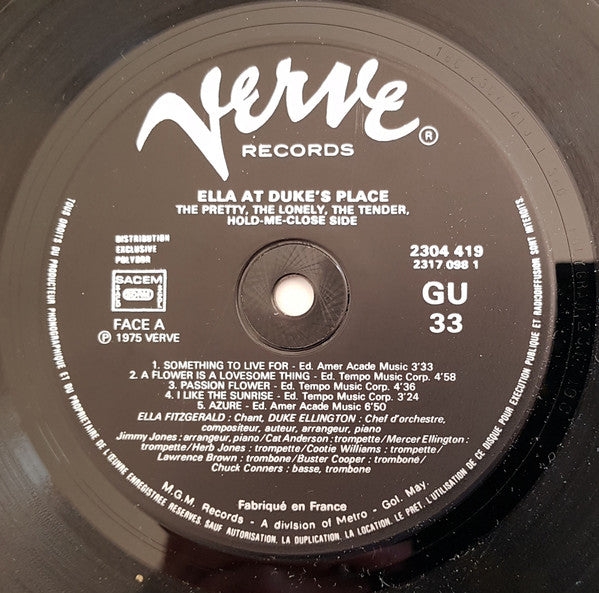 Verve ®
RECORDS
ELLA AT DUKE'S PLACE
THE PRETTY, THE LONELY, THE TENDER,
HOLD-ME-CLOSE SIDE
DISTRIBUTION
EXCLUSIVE
POLYDOR
SACEM
FACE A
℗ 1975 VERVE
2304 419
2317.098 1
GU
33
1. SOMETHING TO LIVE FOR - Ed. Amer Acade Music 3'33
2. A FLOWER IS A LOVESOME THING - Ed. Tempo Music Corp. 4'58
3. PASSION FLOWER - Ed. Tempo Music Corp. 4'36
4. I LIKE THE SUNRISE - Ed. Tempo Music Corp. 3'24
5. AZURE - Ed. Amer Acade Music 6'50
ELLA FITZGERALD : Chant, DUKE ELLINGTON : Chef d'orchestre,
compositeur, auteur, arrangeur, piano
Jimmy Jones : arrangeur, piano/Cat Anderson : trompette/Mercer Ellington :
trompette/Herb Jones : trompette/Cootie Williams : trompette/
Lawrence Brown : trombone/Buster Cooper : trombone/
Chuck Conners : basse, trombone
Fabriqué en France
M.G.M. Records - A division of Metro - Gol. May.
TOUS DROITS DU PRODUCTEUR PHONOGRAPHIQUE ET DU PROPRIETAIRE DE L'ŒUVRE ENREGISTREE RESERVES. SAUF AUTORISATION, LA DUPLICATION, LA LOCATION, LE PRET, L'UTILISATION DE CE DISQUE POUR EXECUTION PUBLIQUE ET RADIODIFFUSION SONT INTERDITS.